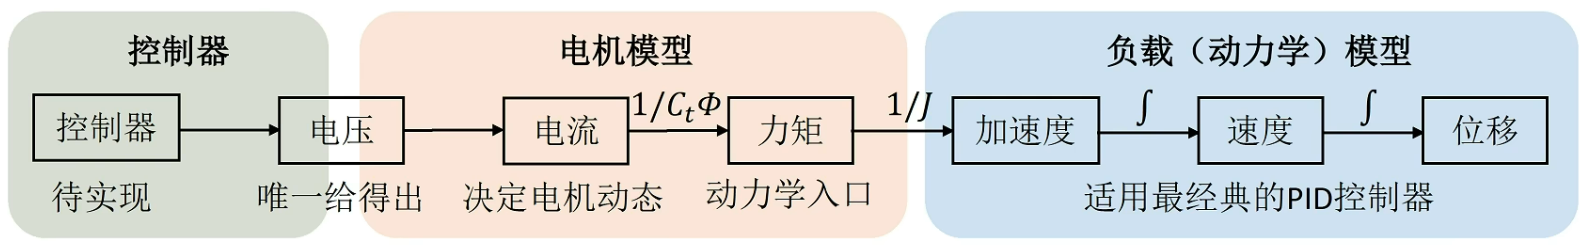 控制器
电机模型
负载（动力学）模型
控制器
电压
电流
1/CₜΦ
力矩
1/J
加速度
∫
速度
∫
位移
待实现
唯一给得出
决定电机动态
动力学入口
适用最经典的PID控制器